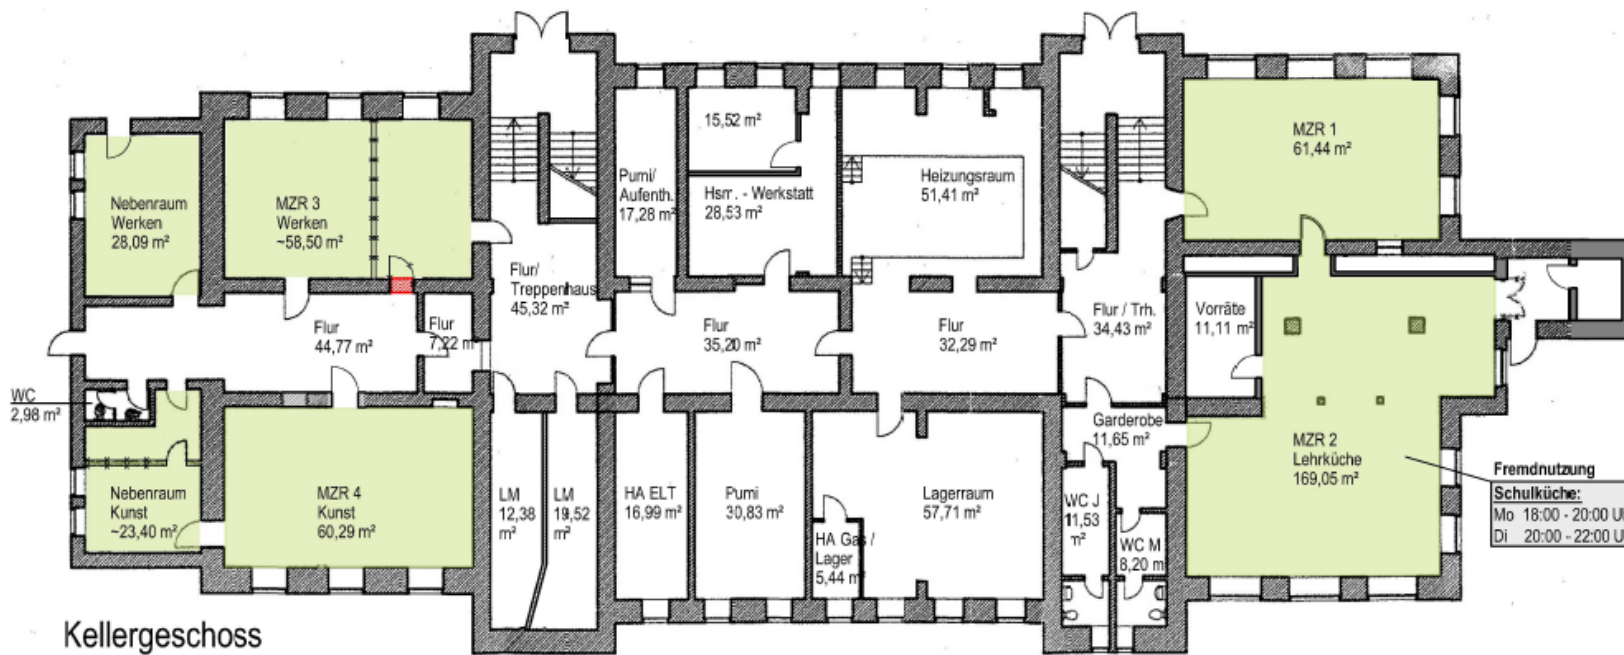 15,52 m²
MZR 1
61,44 m²
Nebenraum
Werken
28,09 m²
MZR 3
Werken
~58,50 m²
Pumi/
Aufenth.
17,28 m²
Hsm. - Werkstatt
28,53 m²
Heizungsraum
51,41 m²
Flur/
Treppenhaus
45,32 m²
Flur
44,77 m²
Flur
7,22 m²
Flur
35,20 m²
Flur
32,29 m²
Flur / Trh.
34,43 m²
Vorräte
11,11 m²
WC
2,98 m²
Garderobe
11,65 m²
MZR 2
Lehrküche
169,05 m²
Nebenraum
Kunst
~23,40 m²
MZR 4
Kunst
60,29 m²
LM
12,38
m²
LM
19,52
m²
HA ELT
16,99 m²
Pumi
30,83 m²
HA Gas /
Lager
5,44 m²
Lagerraum
57,71 m²
WC J
11,53
m²
WC M
8,20 m
Fremdnutzung
Schulküche:
Mo 18:00 - 20:00 U
Di 20:00 - 22:00 U
Kellergeschoss